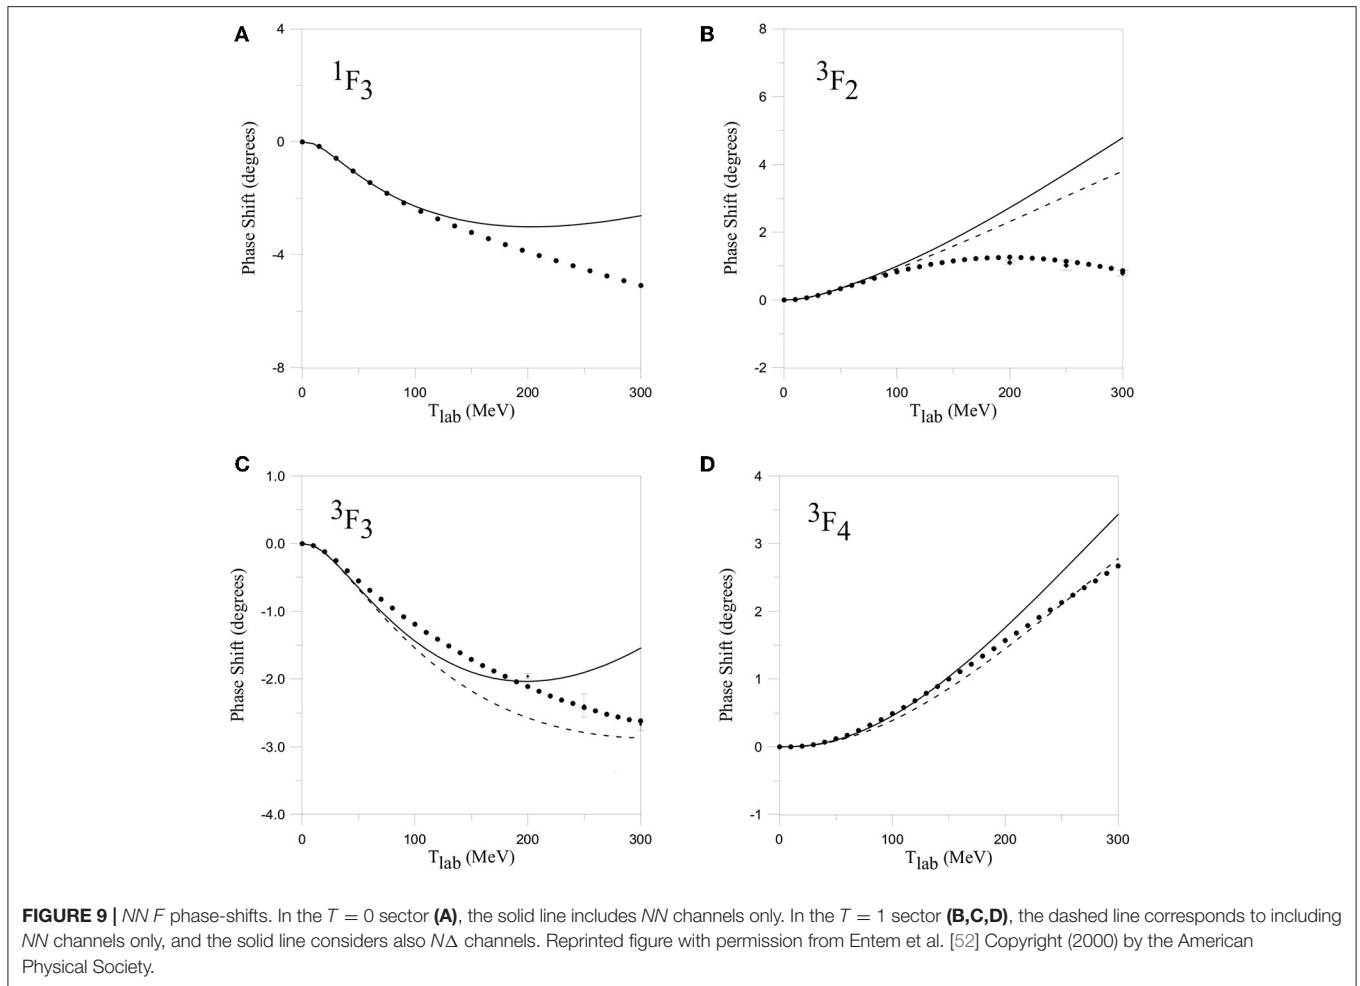 A
4
0
-4
-8
0
100
200
300
Phase Shift (degrees)
T_lab (MeV)
¹F₃
B
8
6
4
2
0
-2
0
100
200
300
Phase Shift (degrees)
T_lab (MeV)
³F₂
C
1.0
0.0
-1.0
-2.0
-3.0
-4.0
0
100
200
300
Phase Shift (degrees)
T_lab (MeV)
³F₃
D
4
3
2
1
0
-1
0
100
200
300
Phase Shift (degrees)
T_lab (MeV)
³F₄
FIGURE 9 | NN F phase-shifts. In the T = 0 sector (A), the solid line includes NN channels only. In the T = 1 sector (B,C,D), the dashed line corresponds to including
NN channels only, and the solid line considers also NΔ channels. Reprinted figure with permission from Entem et al. [52] Copyright (2000) by the American
Physical Society.